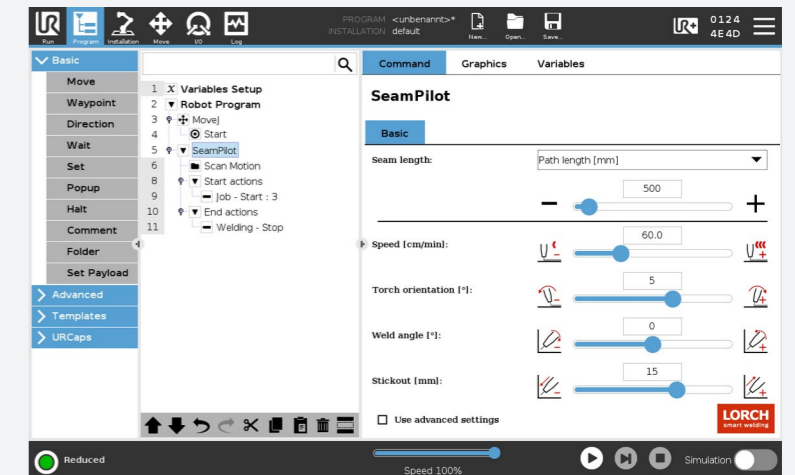 PROGRAM <unbenannt>*
INSTALLATION default
Run Program Installation Move I/O Log
New... Open... Save...
UR+ 0124
4E4D
Basic
Move
Waypoint
Direction
Wait
Set
Popup
Halt
Comment
Folder
Set Payload
Advanced
Templates
URCaps
1 X Variables Setup
2 Robot Program
3 MoveJ
4 Start
5 SeamPilot
6 Scan Motion
8 Start actions
9 Job - Start : 3
10 End actions
11 Welding - Stop
Command Graphics Variables
SeamPilot
Basic
Seam length: Path length [mm]
500
Speed [cm/min]: 60.0
Torch orientation [°]: 5
Weld angle [°]: 0
Stickout [mm]: 15
Use advanced settings
LORCH
smart welding
Reduced
Speed 100%
Simulation